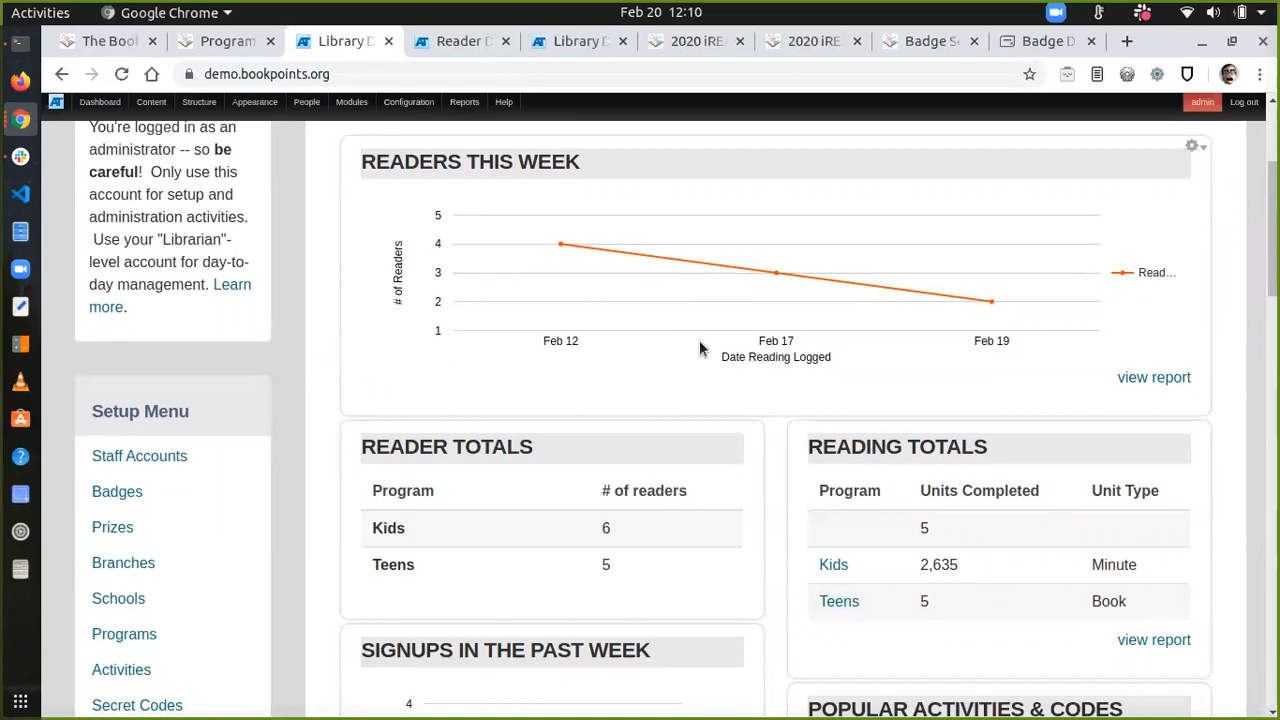 Activities
Google Chrome
Feb 20 12:10
The Bool
Program
Library D
Reader D
Library D
2020 iRE
2020 iRE
Badge S
Badge D
demo.bookpoints.org
Dashboard
Content
Structure
Appearance
People
Modules
Configuration
Reports
Help
admin
Log out
You're logged in as an
administrator -- so be
careful! Only use this
account for setup and
administration activities.
Use your "Librarian"-
level account for day-to-
day management. Learn
more.
Setup Menu
Staff Accounts
Badges
Prizes
Branches
Schools
Programs
Activities
Secret Codes
READERS THIS WEEK
# of Readers
5
4
3
2
1
Feb 12
Feb 17
Feb 19
Date Reading Logged
Read...
view report
READER TOTALS
Program # of readers
Kids 6
Teens 5
READING TOTALS
Program Units Completed Unit Type
5
Kids 2,635 Minute
Teens 5 Book
view report
SIGNUPS IN THE PAST WEEK
4
POPULAR ACTIVITIES & CODES